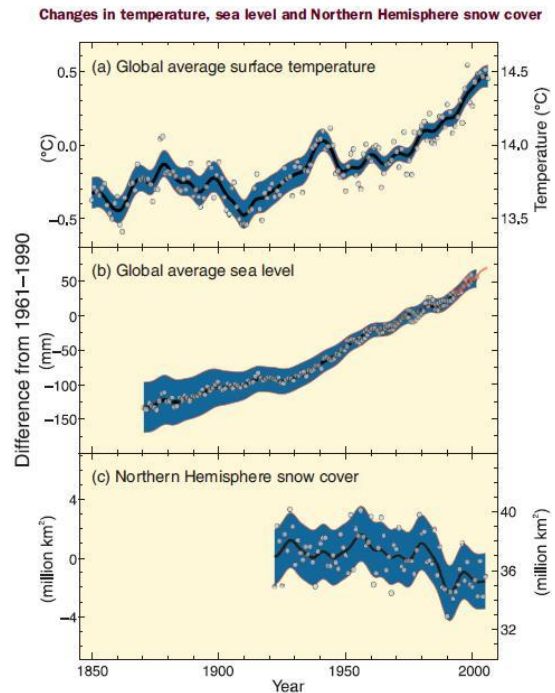 Changes in temperature, sea level and Northern Hemisphere snow cover
(a) Global average surface temperature
0.5
0.0
−0.5
(°C)
14.5
14.0
13.5
Temperature (°C)
Difference from 1961–1990
(b) Global average sea level
50
0
−50
−100
−150
(mm)
(c) Northern Hemisphere snow cover
4
0
−4
(million km²)
40
36
32
(million km²)
1850
1900
1950
2000
Year